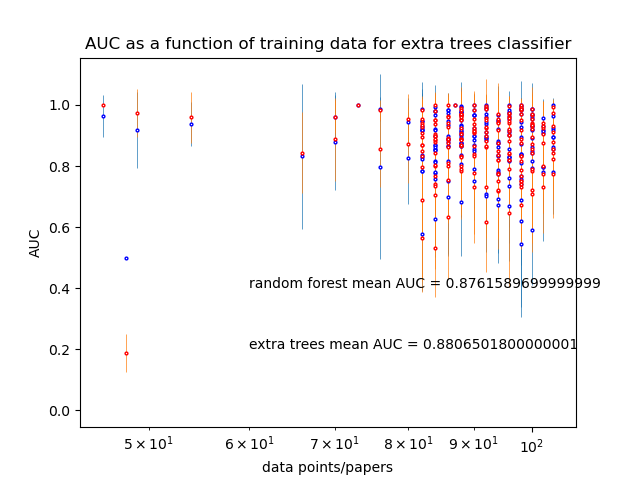 AUC as a function of training data for extra trees classifier
1.0
0.8
0.6
0.4
0.2
0.0
AUC
random forest mean AUC = 0.8761589699999999
extra trees mean AUC = 0.8806501800000001
5 × 10¹
6 × 10¹
7 × 10¹
8 × 10¹
9 × 10¹
10²
data points/papers